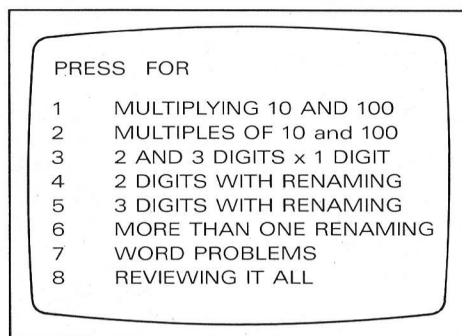 PRESS FOR
1 MULTIPLYING 10 AND 100
2 MULTIPLES OF 10 and 100
3 2 AND 3 DIGITS x 1 DIGIT
4 2 DIGITS WITH RENAMING
5 3 DIGITS WITH RENAMING
6 MORE THAN ONE RENAMING
7 WORD PROBLEMS
8 REVIEWING IT ALL